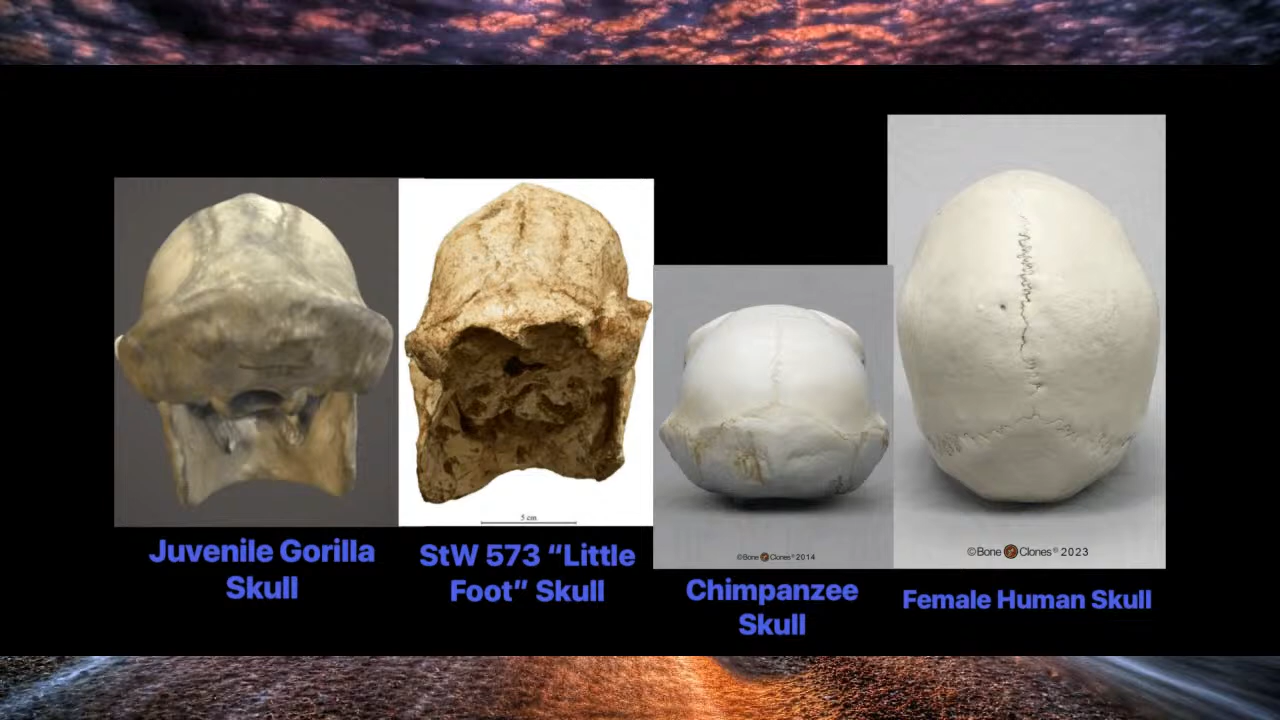 5 cm
©Bone Clones® 2014
©Bone Clones® 2023
Juvenile Gorilla
Skull
StW 573 “Little
Foot” Skull
Chimpanzee
Skull
Female Human Skull